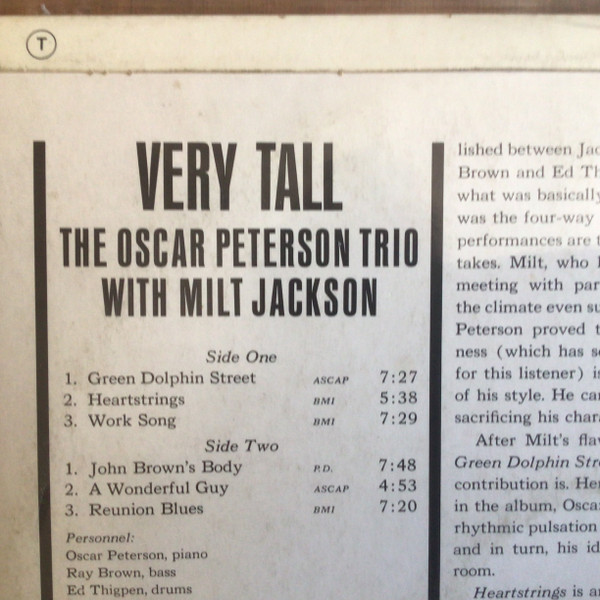 T
VERY TALL
THE OSCAR PETERSON TRIO
WITH MILT JACKSON
Side One
1. Green Dolphin Street ASCAP 7:27
2. Heartstrings BMI 5:38
3. Work Song BMI 7:29
Side Two
1. John Brown's Body P.D. 7:48
2. A Wonderful Guy ASCAP 4:53
3. Reunion Blues BMI 7:20
Personnel:
Oscar Peterson, piano
Ray Brown, bass
Ed Thigpen, drums
lished between
Brown and Ed
what was basically
was the four-way
performances are
takes. Milt, who
meeting with
the climate even
Peterson proved
ness (which has
for this listener)
of his style. He
sacrificing his
After Milt's
Green Dolphin
contribution is.
in the album,
rhythmic pulsation
and in turn, his
room.
Heartstrings is